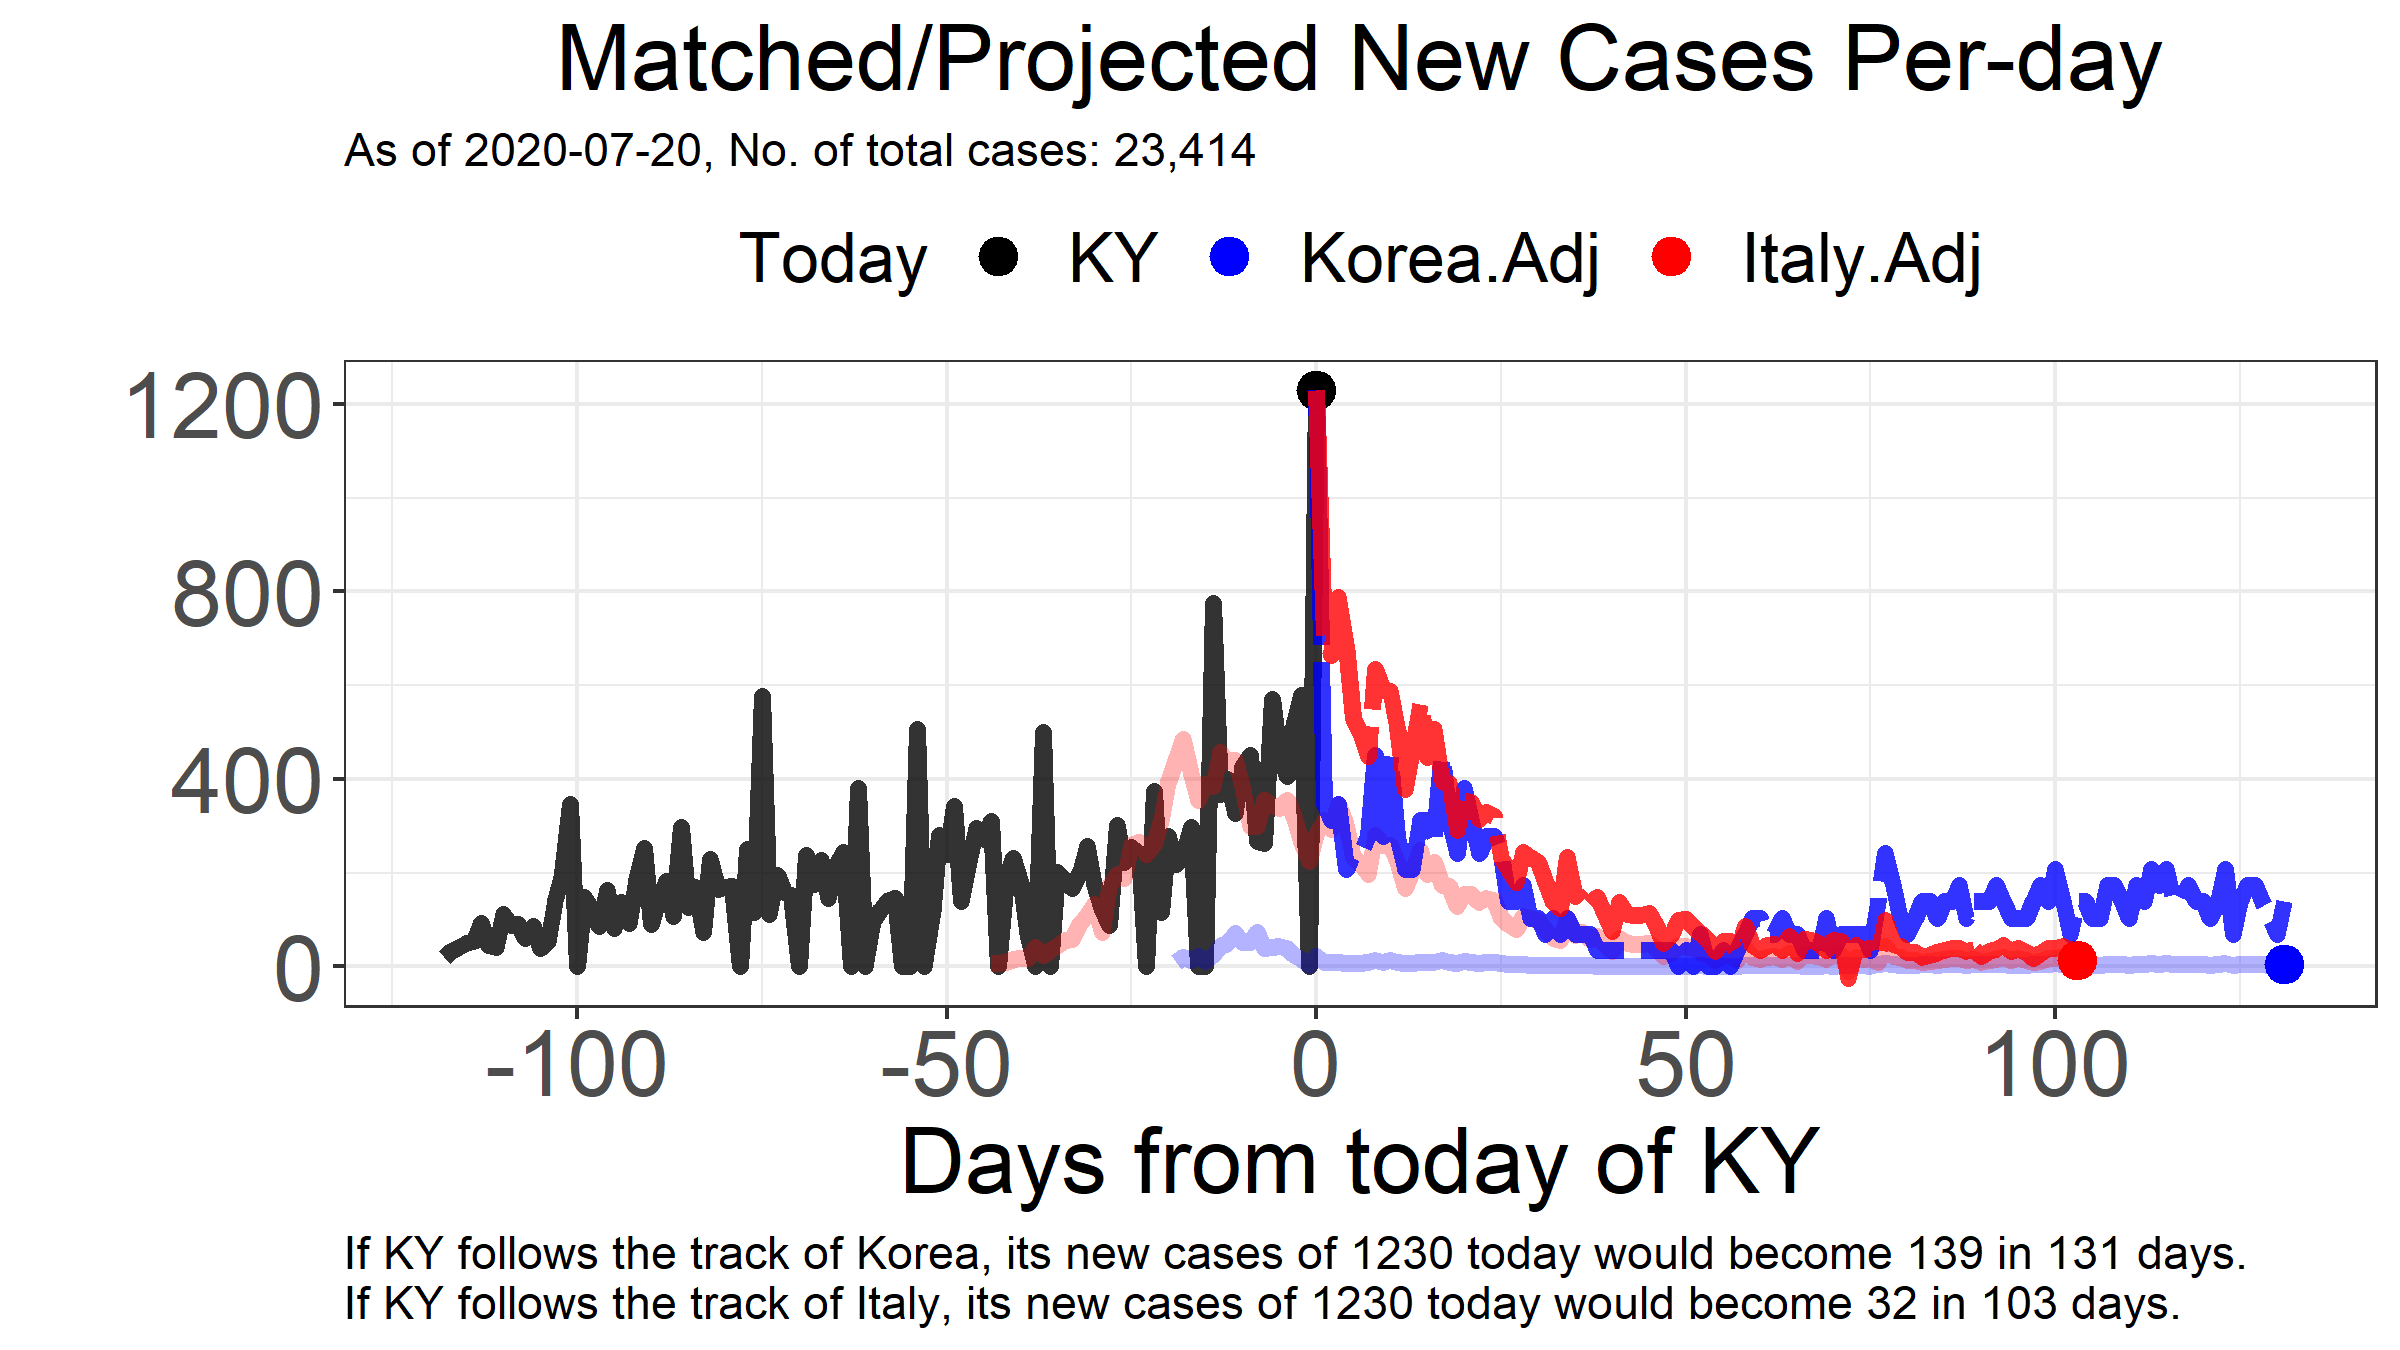 Matched/Projected New Cases Per-day
As of 2020-07-20, No. of total cases: 23,414
Today KY Korea.Adj Italy.Adj
1200
800
400
0
-100 -50 0 50 100
Days from today of KY
If KY follows the track of Korea, its new cases of 1230 today would become 139 in 131 days.
If KY follows the track of Italy, its new cases of 1230 today would become 32 in 103 days.